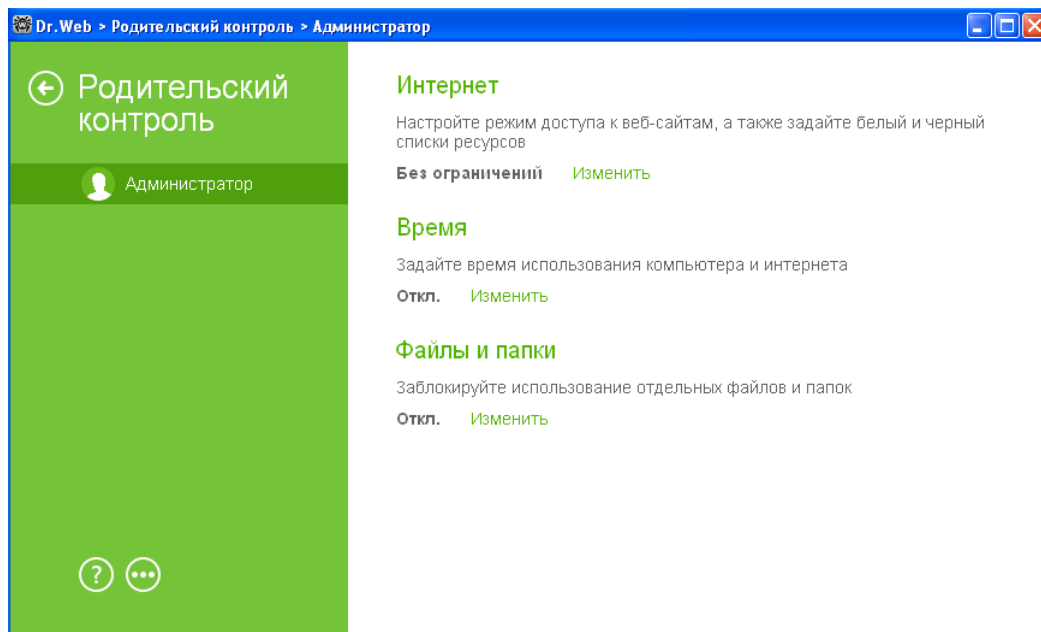 Dr.Web > Родительский контроль > Администратор
Родительский
контроль
Администратор
Интернет
Настройте режим доступа к веб-сайтам, а также задайте белый и черный
списки ресурсов
Без ограничений Изменить
Время
Задайте время использования компьютера и интернета
Откл. Изменить
Файлы и папки
Заблокируйте использование отдельных файлов и папок
Откл. Изменить
?